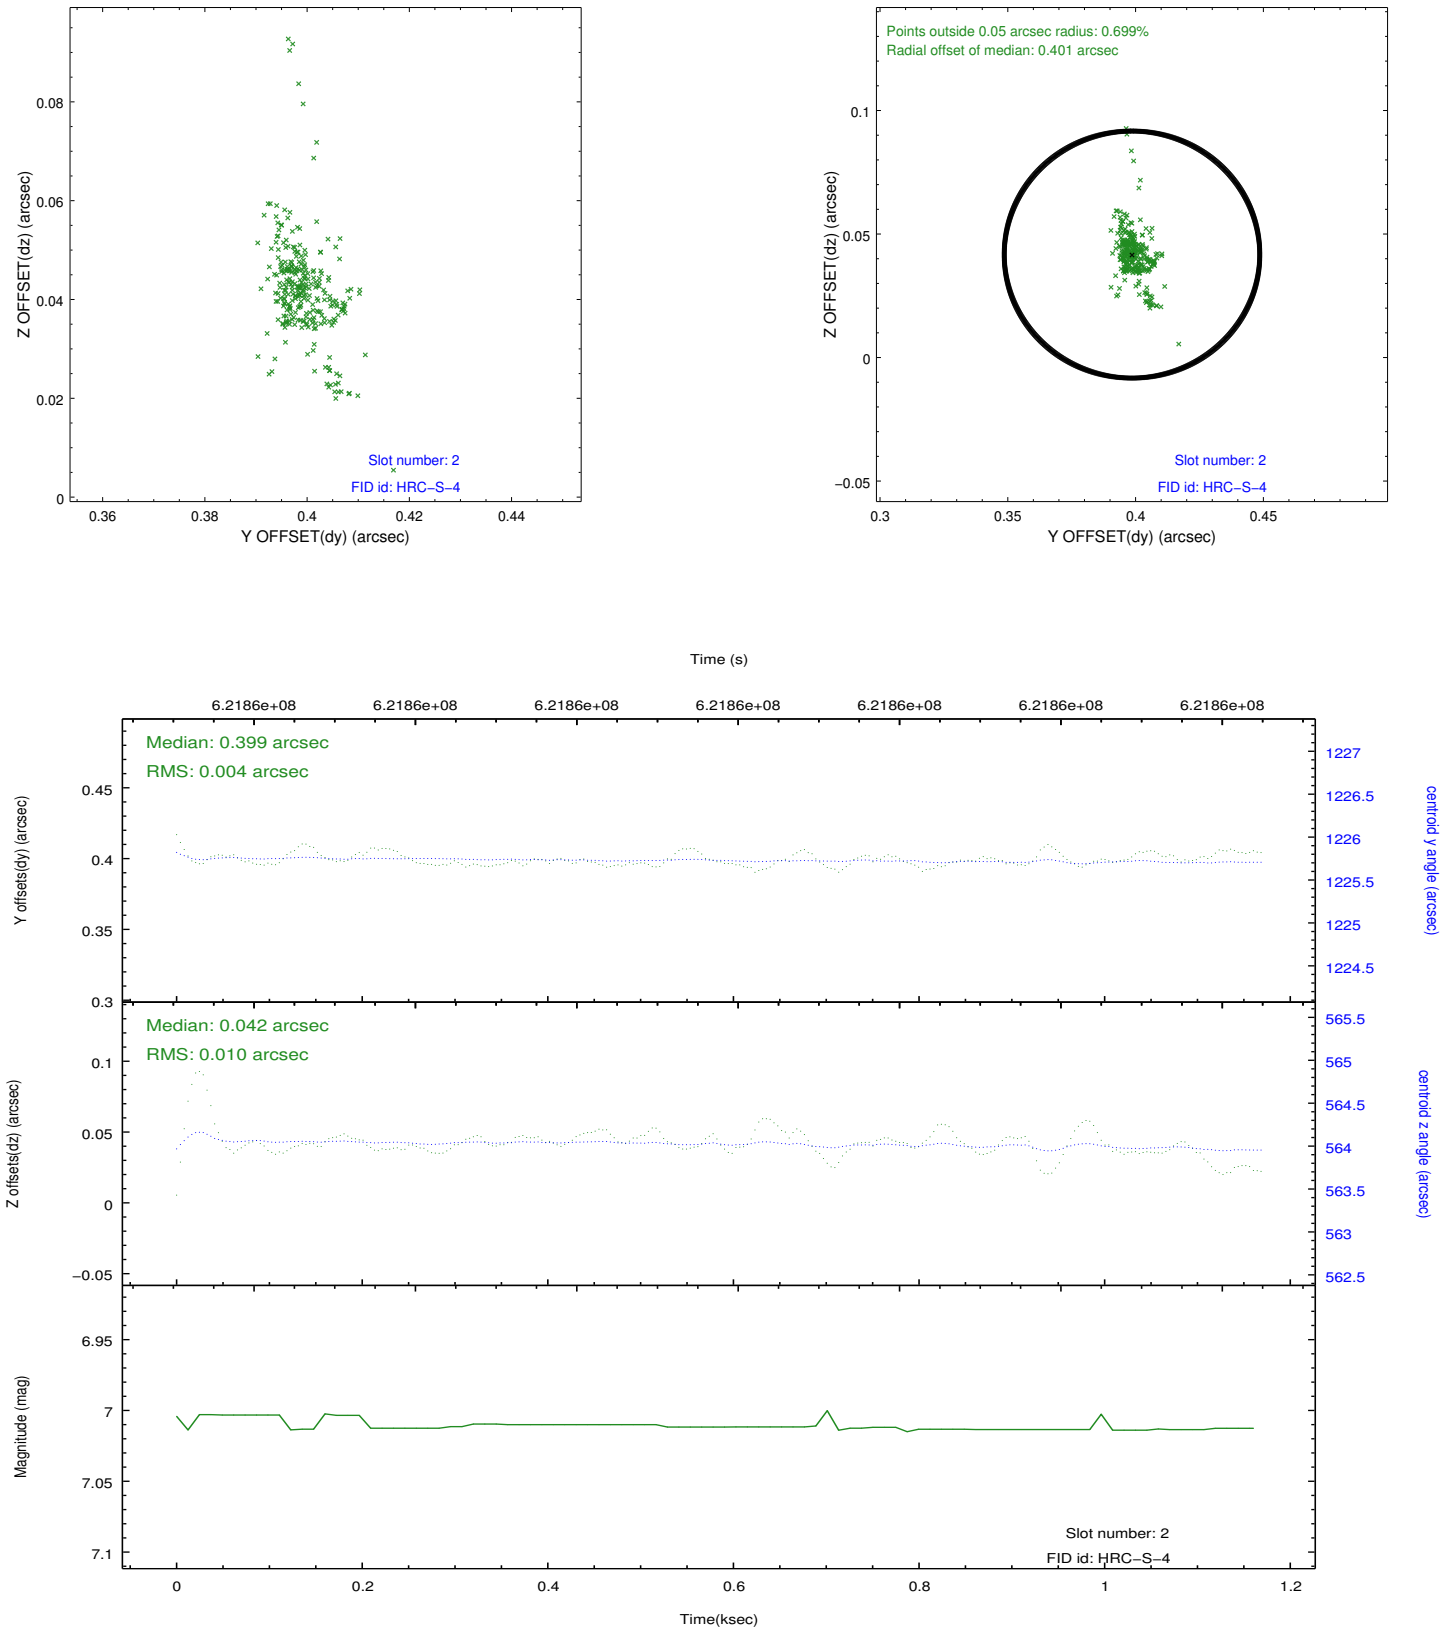 0.08
0.06
0.04
0.02
0
Z OFFSET(dz) (arcsec)
Slot number: 2
FID id: HRC−S−4
0.36 0.38 0.4 0.42 0.44
Y OFFSET(dy) (arcsec)
Points outside 0.05 arcsec radius: 0.699%
Radial offset of median: 0.401 arcsec
0.1
0.05
0
−0.05
Z OFFSET(dz) (arcsec)
Slot number: 2
FID id: HRC−S−4
0.3 0.35 0.4 0.45
Y OFFSET(dy) (arcsec)
Time (s)
6.2186e+08 6.2186e+08 6.2186e+08 6.2186e+08 6.2186e+08 6.2186e+08 6.2186e+08
Median: 0.399 arcsec
RMS: 0.004 arcsec
0.45
0.4
0.35
0.3
Y offsets(dy) (arcsec)
1227
1226.5
1226
1225.5
1225
1224.5
centroid y angle (arcsec)
Median: 0.042 arcsec
RMS: 0.010 arcsec
0.1
0.05
0
−0.05
Z offsets(dz) (arcsec)
565.5
565
564.5
564
563.5
563
562.5
centroid z angle (arcsec)
6.95
7
7.05
7.1
Magnitude (mag)
Slot number: 2
FID id: HRC−S−4
0 0.2 0.4 0.6 0.8 1 1.2
Time(ksec)